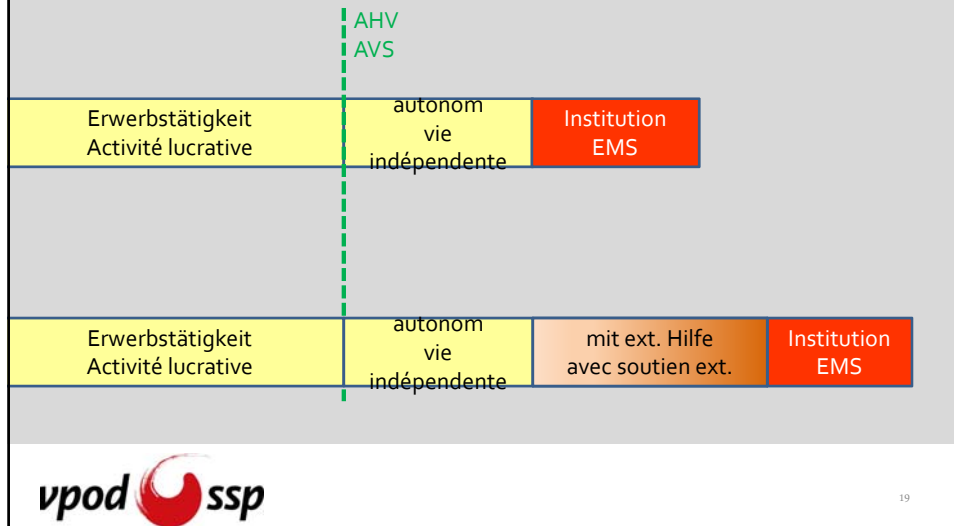 AHV
AVS
Erwerbstätigkeit
Activité lucrative
autonom
vie
indépendente
Institution
EMS
Erwerbstätigkeit
Activité lucrative
autonom
vie
indépendente
mit ext. Hilfe
avec soutien ext.
Institution
EMS
vpod ssp
19